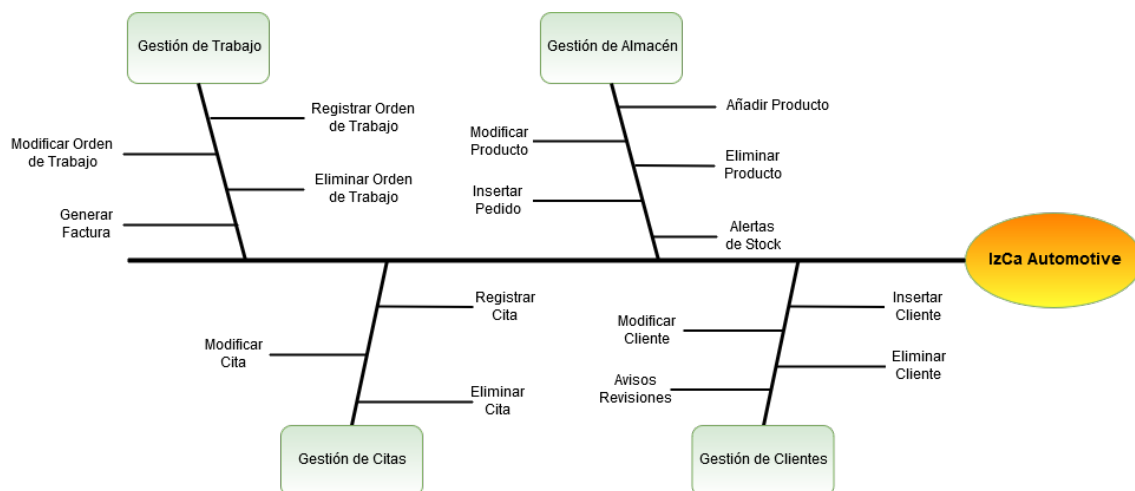 Gestión de Trabajo
Gestión de Almacén
Registrar Orden
de Trabajo
Modificar Orden
de Trabajo
Eliminar Orden
de Trabajo
Generar
Factura
Añadir Producto
Modificar
Producto
Eliminar
Producto
Insertar
Pedido
Alertas
de Stock
IzCa Automotive
Registrar
Cita
Modificar
Cita
Eliminar
Cita
Insertar
Cliente
Modificar
Cliente
Eliminar
Cliente
Avisos
Revisiones
Gestión de Citas
Gestión de Clientes